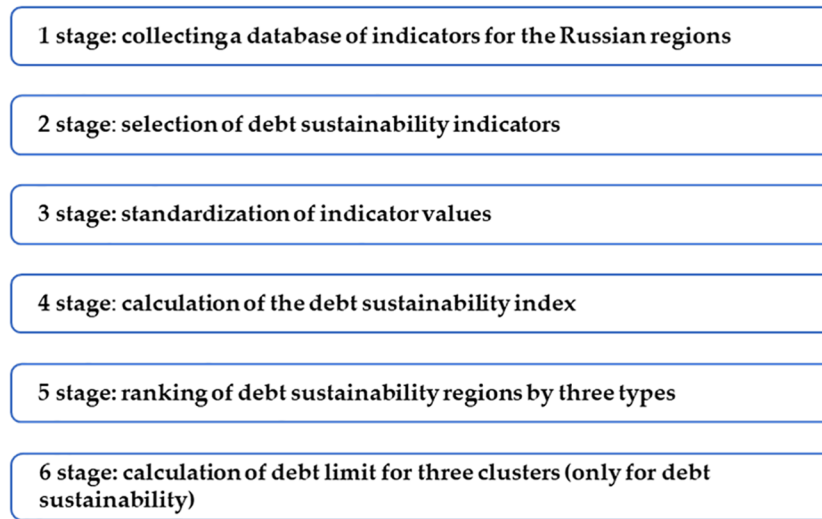 1 stage: collecting a database of indicators for the Russian regions
2 stage: selection of debt sustainability indicators
3 stage: standardization of indicator values
4 stage: calculation of the debt sustainability index
5 stage: ranking of debt sustainability regions by three types
6 stage: calculation of debt limit for three clusters (only for debt
sustainability)